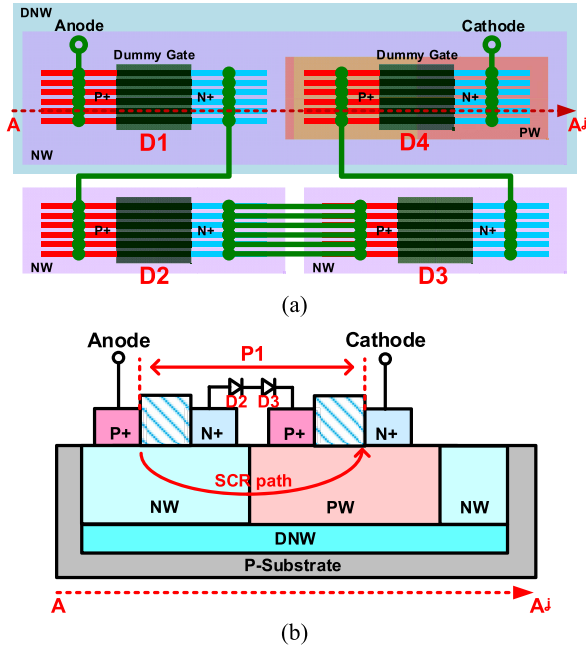 DNW
Anode
Cathode
Dummy Gate
Dummy Gate
P+
N+
P+
N+
A
D1
D4
PW
NW
P+
N+
P+
N+
NW
D2
NW
D3
(a)
Anode
P1
Cathode
D2
D3
P+
N+
P+
N+
SCR path
NW
PW
NW
DNW
P-Substrate
A
(b)